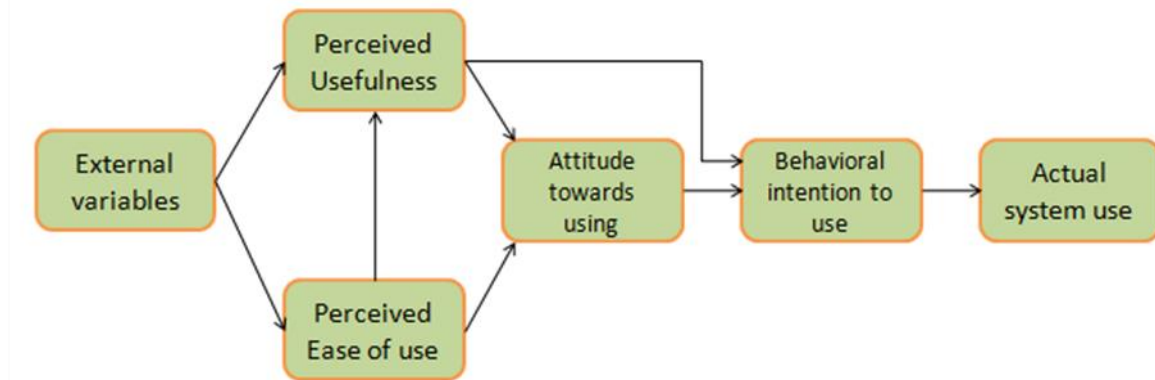 External
variables
Perceived
Usefulness
Perceived
Ease of use
Attitude
towards
using
Behavioral
intention to
use
Actual
system use